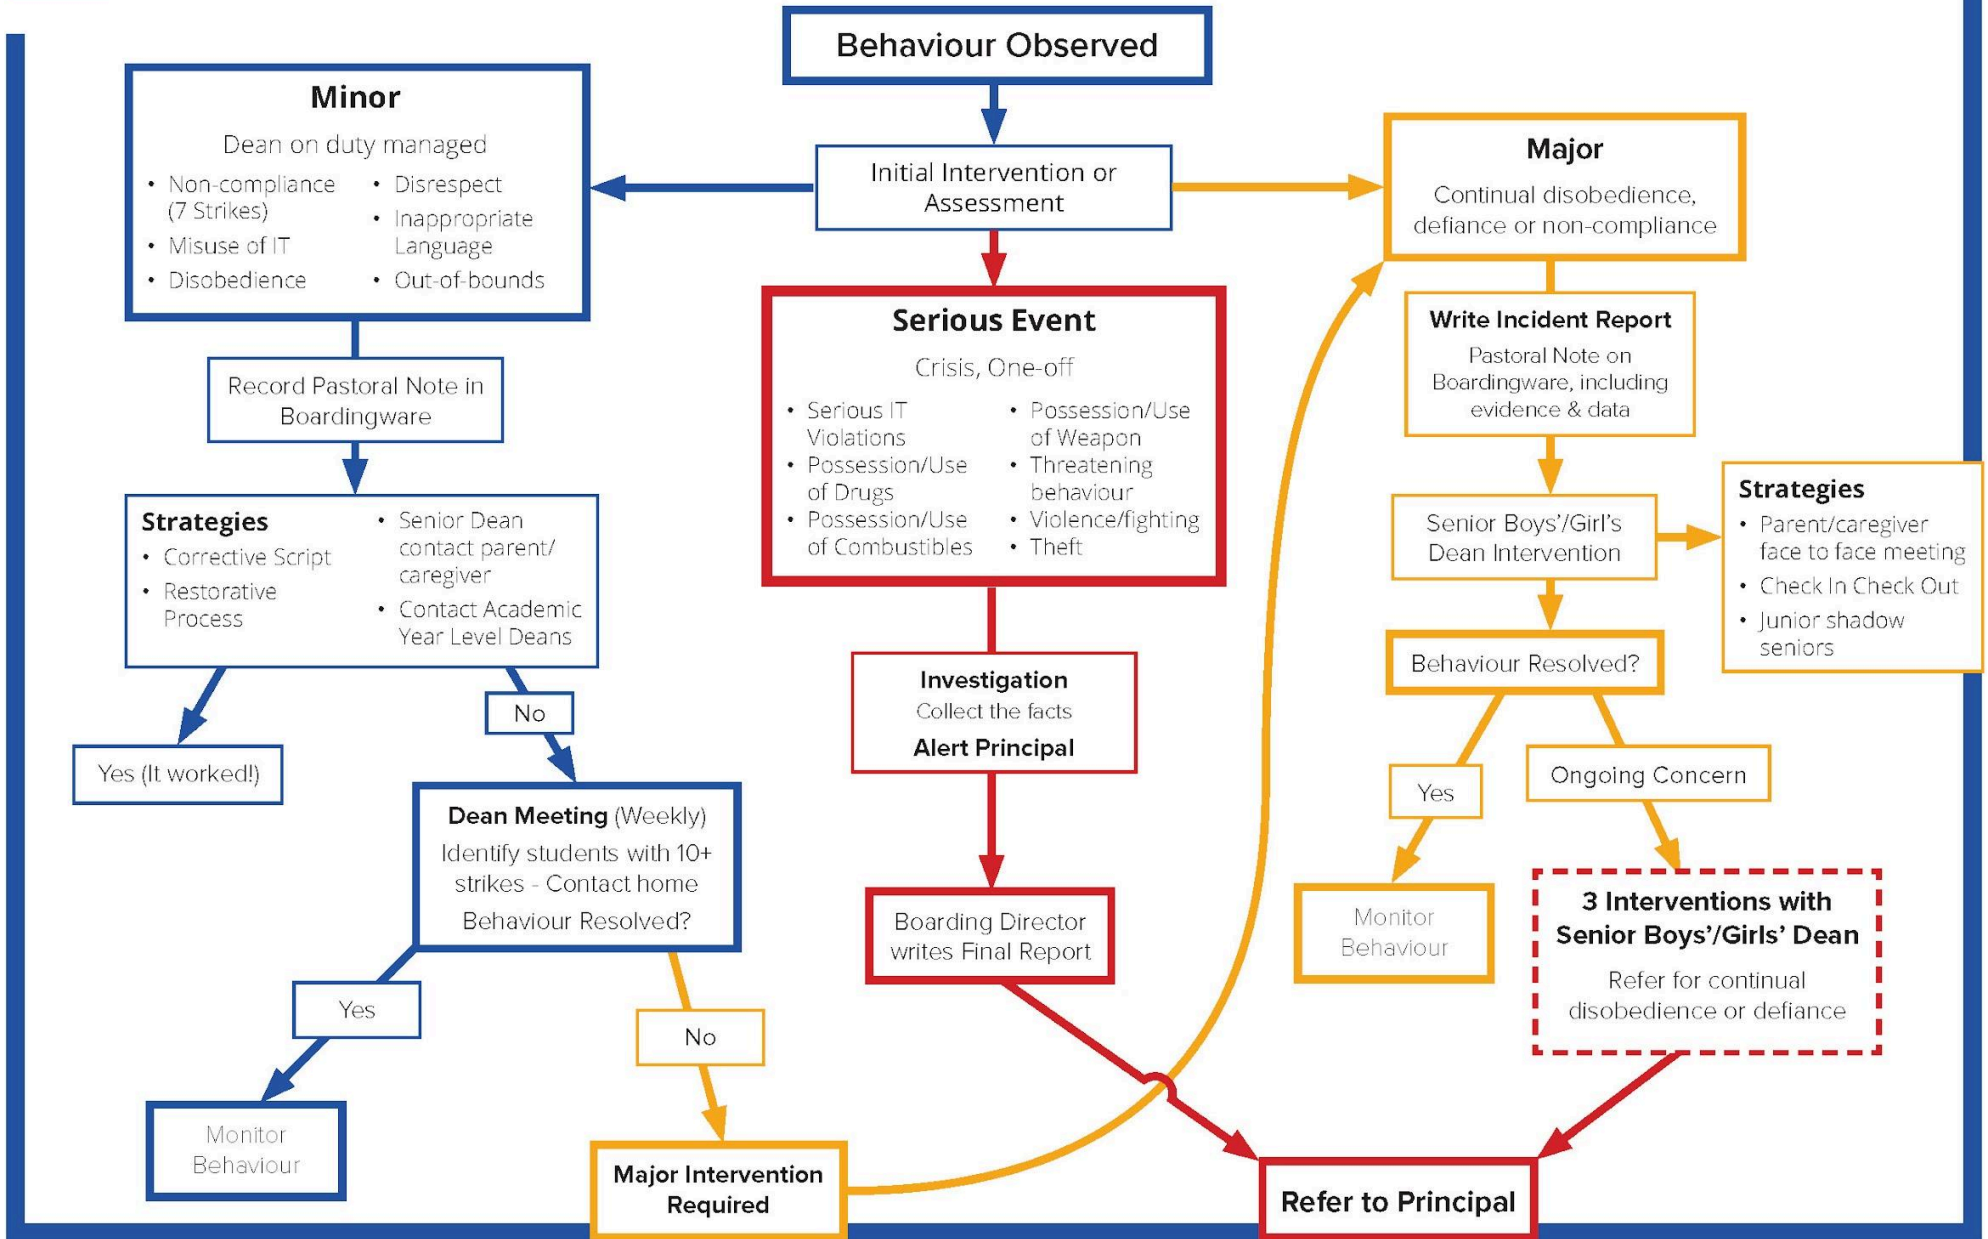 Behaviour Observed
Initial Intervention or
Assessment
Minor
Dean on duty managed
• Non-compliance
(7 Strikes)
• Misuse of IT
• Disobedience
• Disrespect
• Inappropriate
Language
• Out-of-bounds
Record Pastoral Note in
Boardingware
Strategies
• Corrective Script
• Restorative
Process
• Senior Dean
contact parent/
caregiver
• Contact Academic
Year Level Deans
Yes (It worked!)
No
Dean Meeting (Weekly)
Identify students with 10+
strikes - Contact home
Behaviour Resolved?
Yes
Monitor
Behaviour
No
Major Intervention
Required
Serious Event
Crisis, One-off
• Serious IT
Violations
• Possession/Use
of Drugs
• Possession/Use
of Combustibles
• Possession/Use
of Weapon
• Threatening
behaviour
• Violence/fighting
• Theft
Investigation
Collect the facts
Alert Principal
Boarding Director
writes Final Report
Major
Continual disobedience,
defiance or non-compliance
Write Incident Report
Pastoral Note on
Boardingware, including
evidence & data
Senior Boys'/Girl's
Dean Intervention
Strategies
• Parent/caregiver
face to face meeting
• Check In Check Out
• Junior shadow
seniors
Behaviour Resolved?
Yes
Monitor
Behaviour
Ongoing Concern
3 Interventions with
Senior Boys'/Girls' Dean
Refer for continual
disobedience or defiance
Refer to Principal